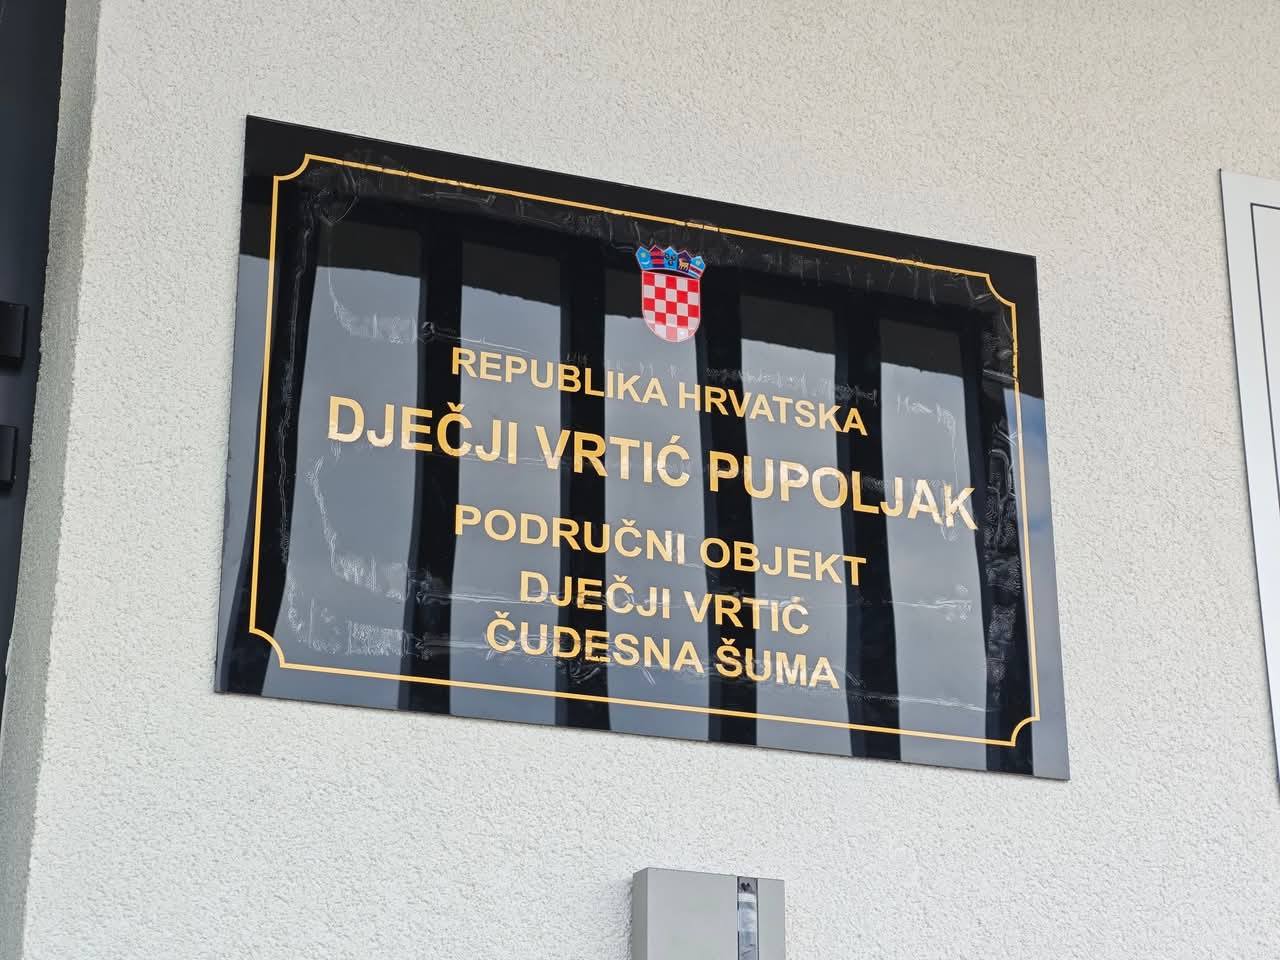 REPUBLIKA HRVATSKA
DJEČJI VRTIĆ PUPOLJAK
PODRUČNI OBJEKT
DJEČJI VRTIĆ
ČUDESNA ŠUMA